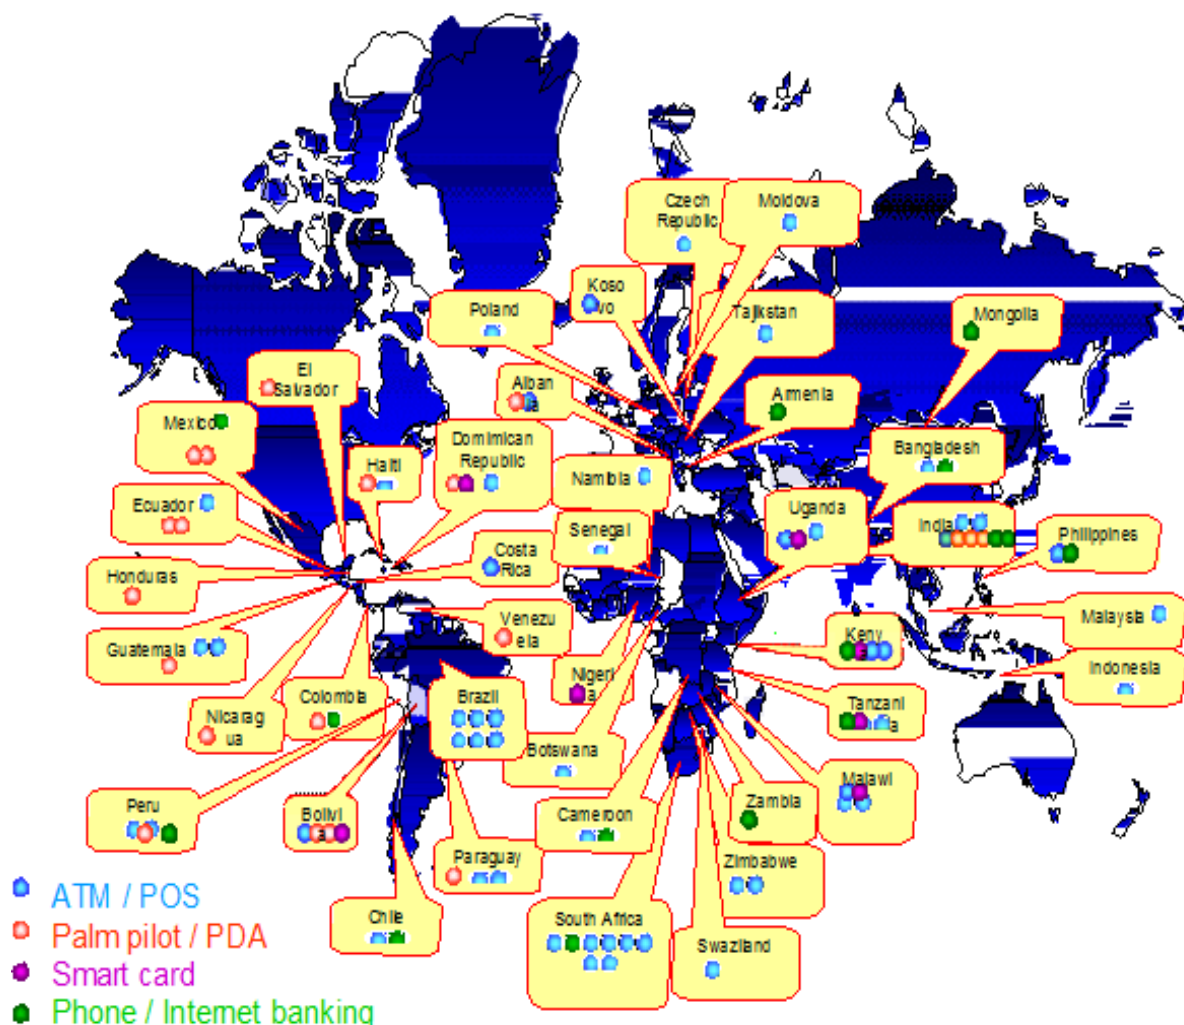 Czech
Republic
Moldova
Koso
vo
Poland
Tajikstan
Mongolia
El
Salvador
Alban
ia
Armenia
Mexico
Domimican
Republic
Haiti
Bangladesh
Namibia
Ecuador
Uganda
India
Senegal
Philippines
Costa
Rica
Honduras
Malaysia
Venezu
ella
Keny
a
Guatemala
Indonesia
Nigeri
a
Colombia
Brazil
Tanzani
a
Nicarag
ua
Botswana
Malawi
Peru
Bolivi
a
Cameroon
Zambia
Paraguay
Zimbabwe
Chile
South Africa
Swaziland
ATM / POS
Palm pilot / PDA
Smart card
Phone / Internet banking